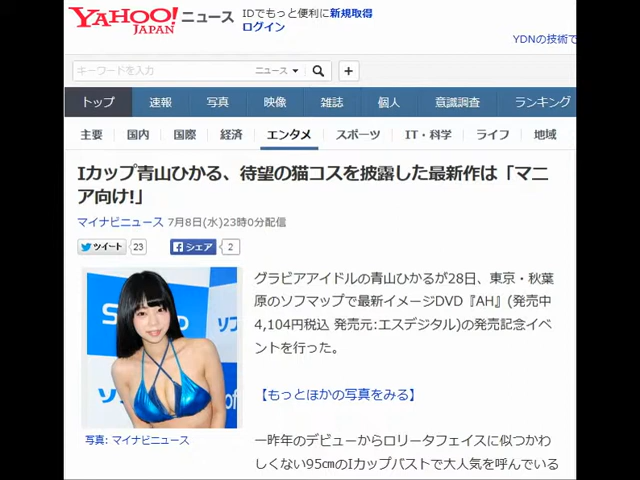 YAHOO! JAPAN ニュース
IDでもっと便利に新規取得
ログイン
YDNの技術で
キーワードを入力
ニュース
トップ 速報 写真 映像 雑誌 個人 意識調査 ランキング
主要 国内 国際 経済 エンタメ スポーツ IT・科学 ライフ 地域
Iカップ青山ひかる、待望の猫コスを披露した最新作は「マニ
ア向け!」
マイナビニュース 7月8日(水)23時0分配信
ツイート 23 シェア 2
グラビアアイドルの青山ひかるが28日、東京・秋葉
原のソフマップで最新イメージDVD『AH』(発売中
4,104円税込 発売元:エスデジタル)の発売記念イベ
ントを行った。
【もっとほかの写真をみる】
写真: マイナビニュース
一昨年のデビューからロリータフェイスに似つかわ
しくない95㎝のIカップバストで大人気を呼んでいる